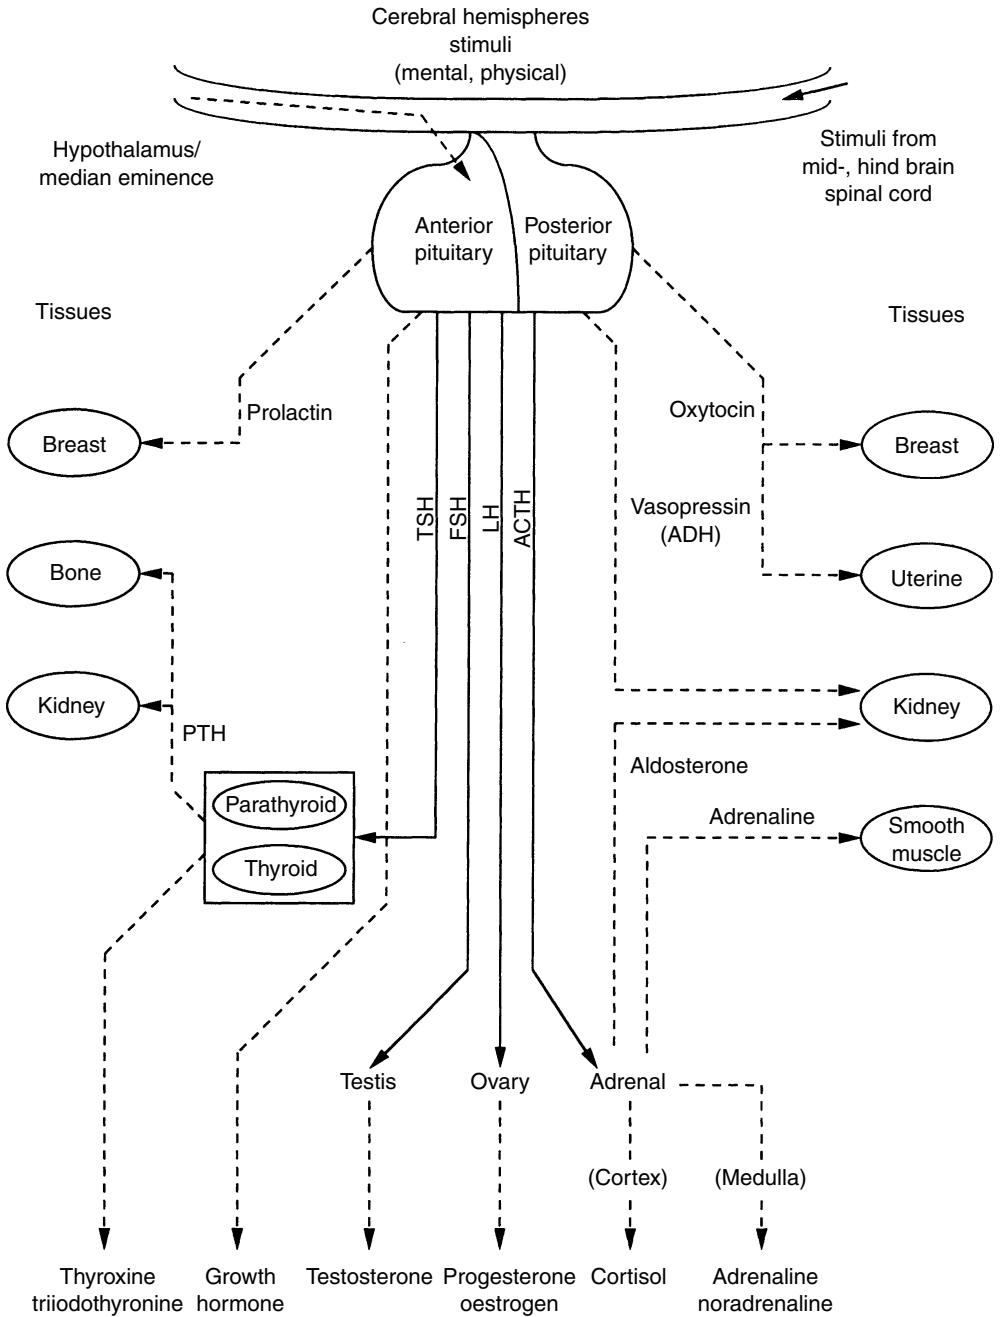 Cerebral hemispheres
stimuli
(mental, physical)
Hypothalamus/
median eminence
Stimuli from
mid-, hind brain
spinal cord
Anterior
pituitary
Posterior
pituitary
Tissues
Tissues
Prolactin
Oxytocin
Breast
Breast
TSH
FSH
LH
ACTH
Vasopressin
(ADH)
Bone
Uterine
Kidney
Kidney
PTH
Aldosterone
Parathyroid
Thyroid
Adrenaline
Smooth
muscle
Testis
Ovary
Adrenal
(Cortex)
(Medulla)
Thyroxine
triiodothyronine
Growth
hormone
Testosterone
Progesterone
oestrogen
Cortisol
Adrenaline
noradrenaline